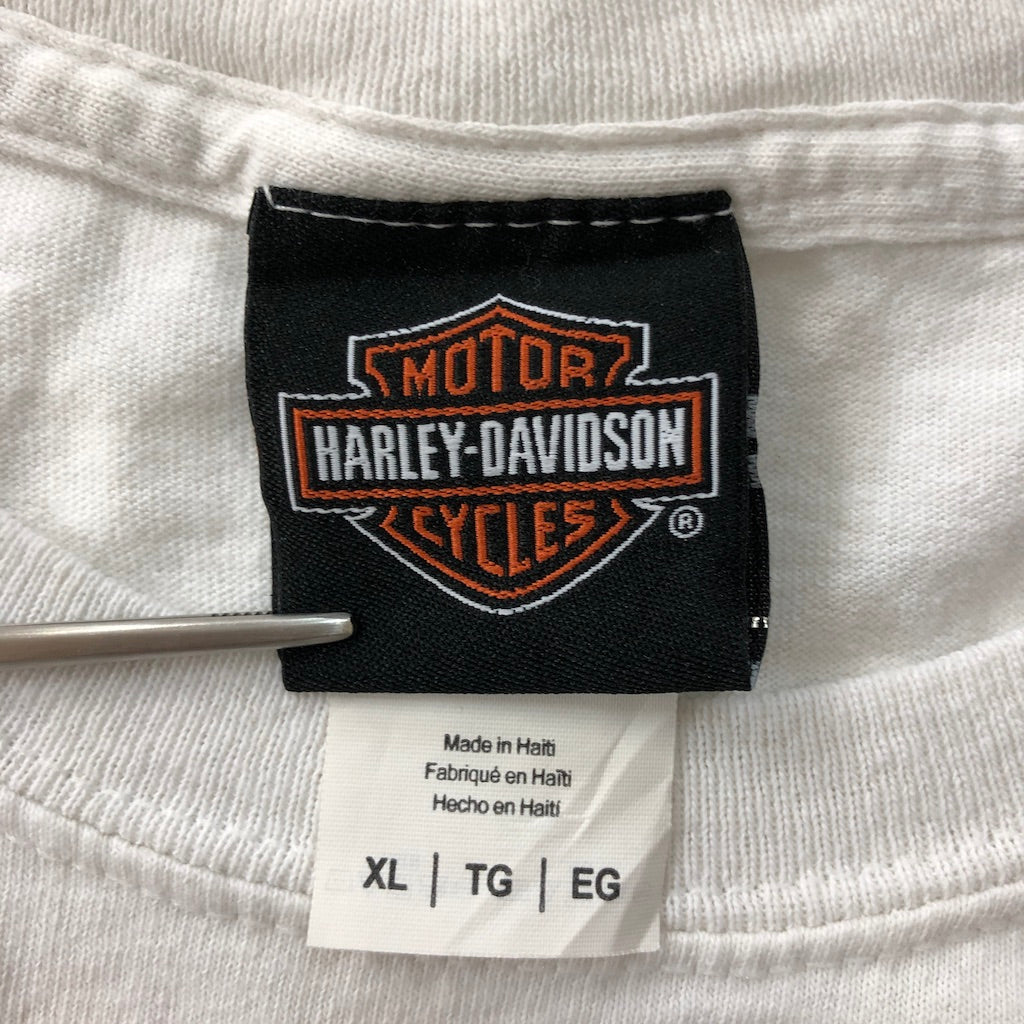 MOTOR
HARLEY-DAVIDSON
CYCLES
®
Made in Haiti
Fabriqué en Haïti
Hecho en Haití
XL | TG | EG